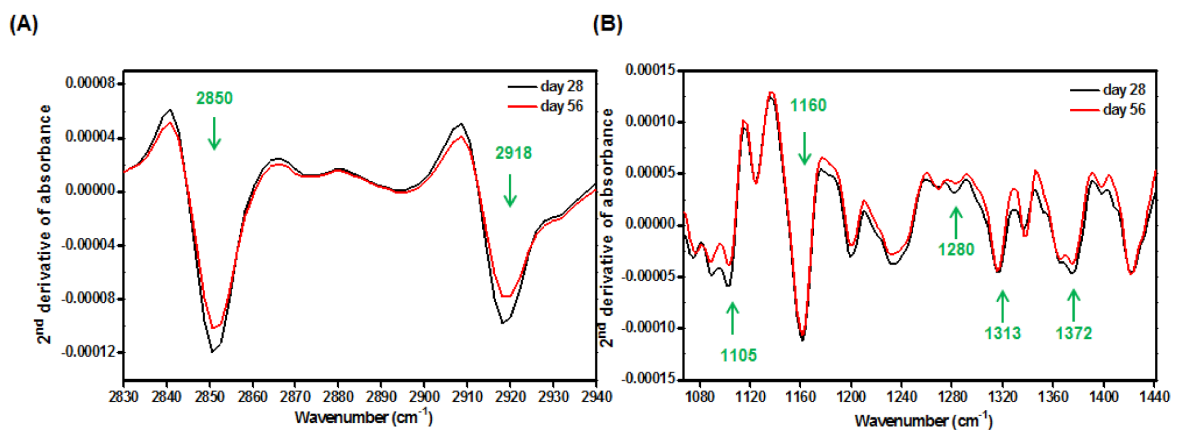 (A)
(B)
2nd derivative of absorbance
0.00008
0.00004
0.00000
-0.00004
-0.00008
-0.00012
2850
2918
day 28
day 56
2830 2840 2850 2860 2870 2880 2890 2900 2910 2920 2930 2940
Wavenumber (cm-1)
2nd derivative of absorbance
0.00015
0.00010
0.00005
0.00000
-0.00005
-0.00010
-0.00015
1160
day 28
day 56
1280
1105
1313
1372
1080 1120 1160 1200 1240 1280 1320 1360 1400 1440
Wavenumber (cm-1)